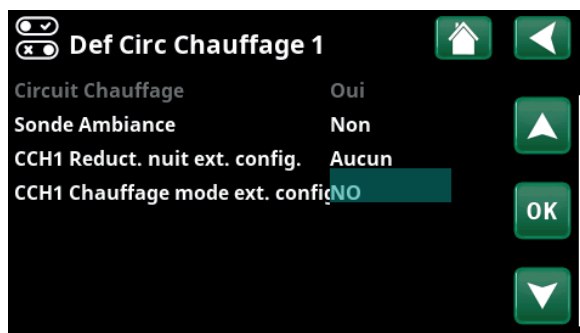 Def Circ Chauffage 1
Circuit Chauffage Oui
Sonde Ambiance Non
CCH1 Reduct. nuit ext. config. Aucun
CCH1 Chauffage mode ext. config NO
OK